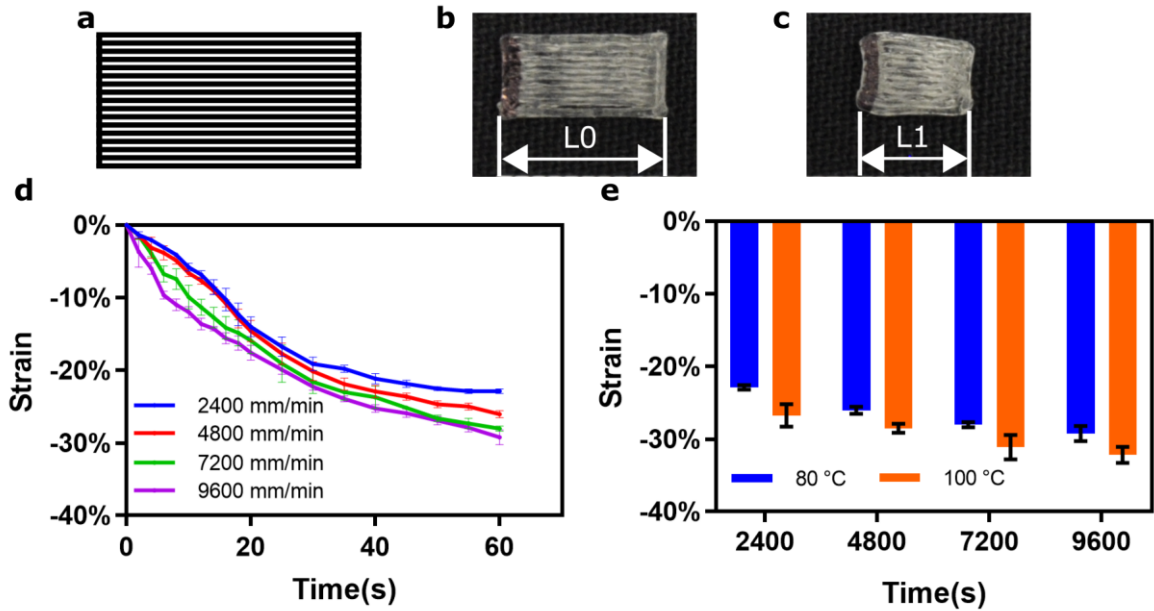 a
b
c
L0
L1
d
e
0%
-10%
-20%
-30%
-40%
Strain
2400 mm/min
4800 mm/min
7200 mm/min
9600 mm/min
0
20
40
60
Time(s)
0%
-10%
-20%
-30%
-40%
Strain
80 °C
100 °C
2400
4800
7200
9600
Time(s)